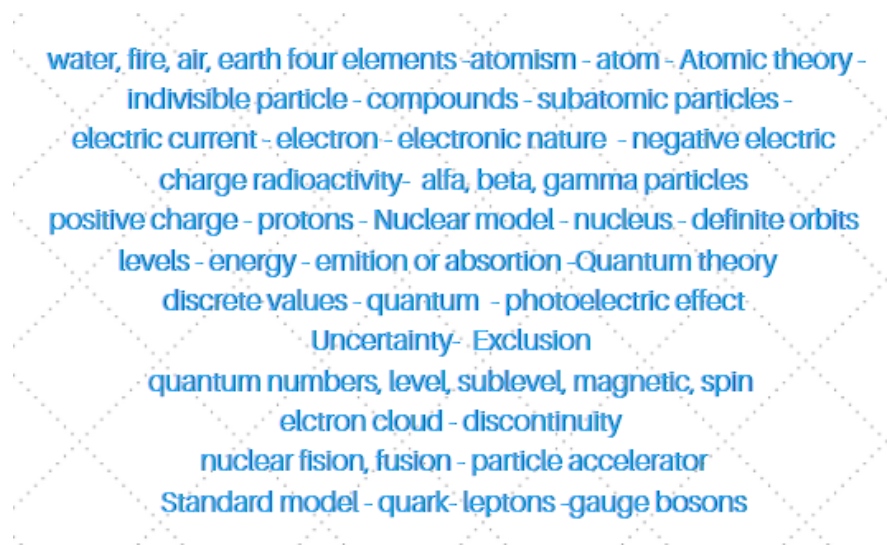 water, fire, air, earth four elements -atomism - atom - Atomic theory -
indivisible particle - compounds - subatomic particles -
electric current - electron - electronic nature - negative electric
charge radioactivity- alfa, beta, gamma particles
positive charge - protons - Nuclear model - nucleus - definite orbits
levels - energy - emition or absortion -Quantum theory
discrete values - quantum - photoelectric effect
Uncertainty- Exclusion
quantum numbers, level, sublevel, magnetic, spin
elctron cloud - discontinuity
nuclear fision, fusion - particle accelerator
Standard model - quark- leptons -gauge bosons